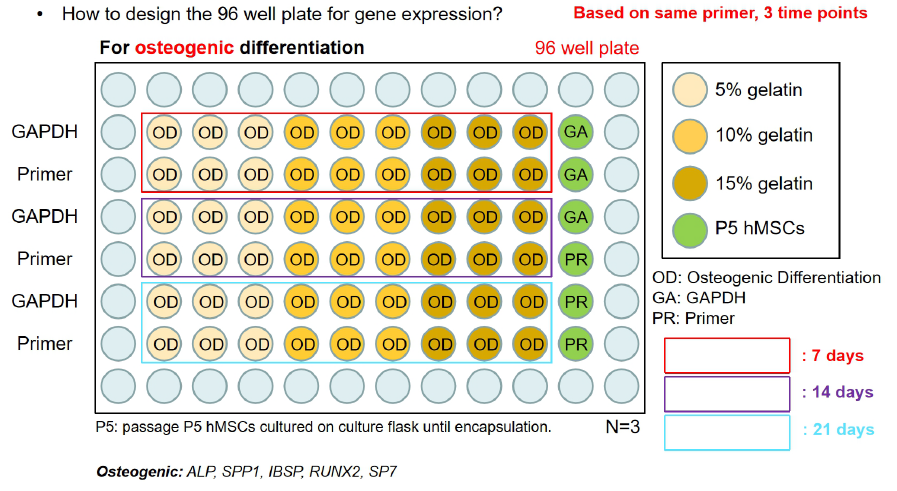 • How to design the 96 well plate for gene expression?
Based on same primer, 3 time points
For osteogenic differentiation
96 well plate
GAPDH OD OD OD OD OD OD OD OD OD GA
Primer OD OD OD OD OD OD OD OD OD GA
GAPDH OD OD OD OD OD OD OD OD OD GA
Primer OD OD OD OD OD OD OD OD OD PR
GAPDH OD OD OD OD OD OD OD OD OD PR
Primer OD OD OD OD OD OD OD OD OD PR
5% gelatin
10% gelatin
15% gelatin
P5 hMSCs
OD: Osteogenic Differentiation
GA: GAPDH
PR: Primer
: 7 days
: 14 days
: 21 days
P5: passage P5 hMSCs cultured on culture flask until encapsulation.
N=3
Osteogenic: ALP, SPP1, IBSP, RUNX2, SP7